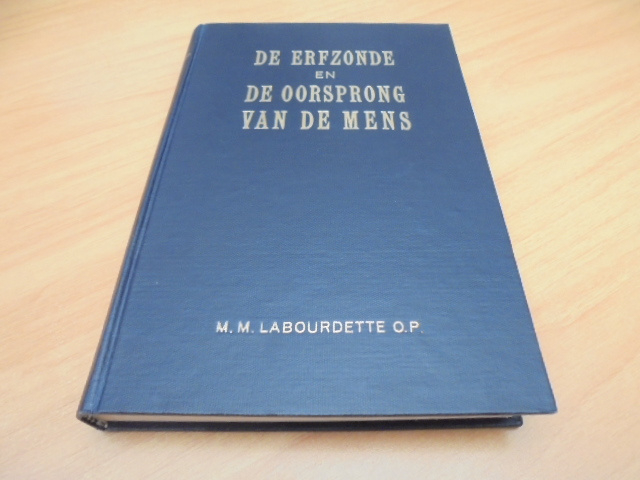 DE ERFZONDE
EN
DE OORSPRONG
VAN DE MENS
M. M. LABOURDETTE O.P.